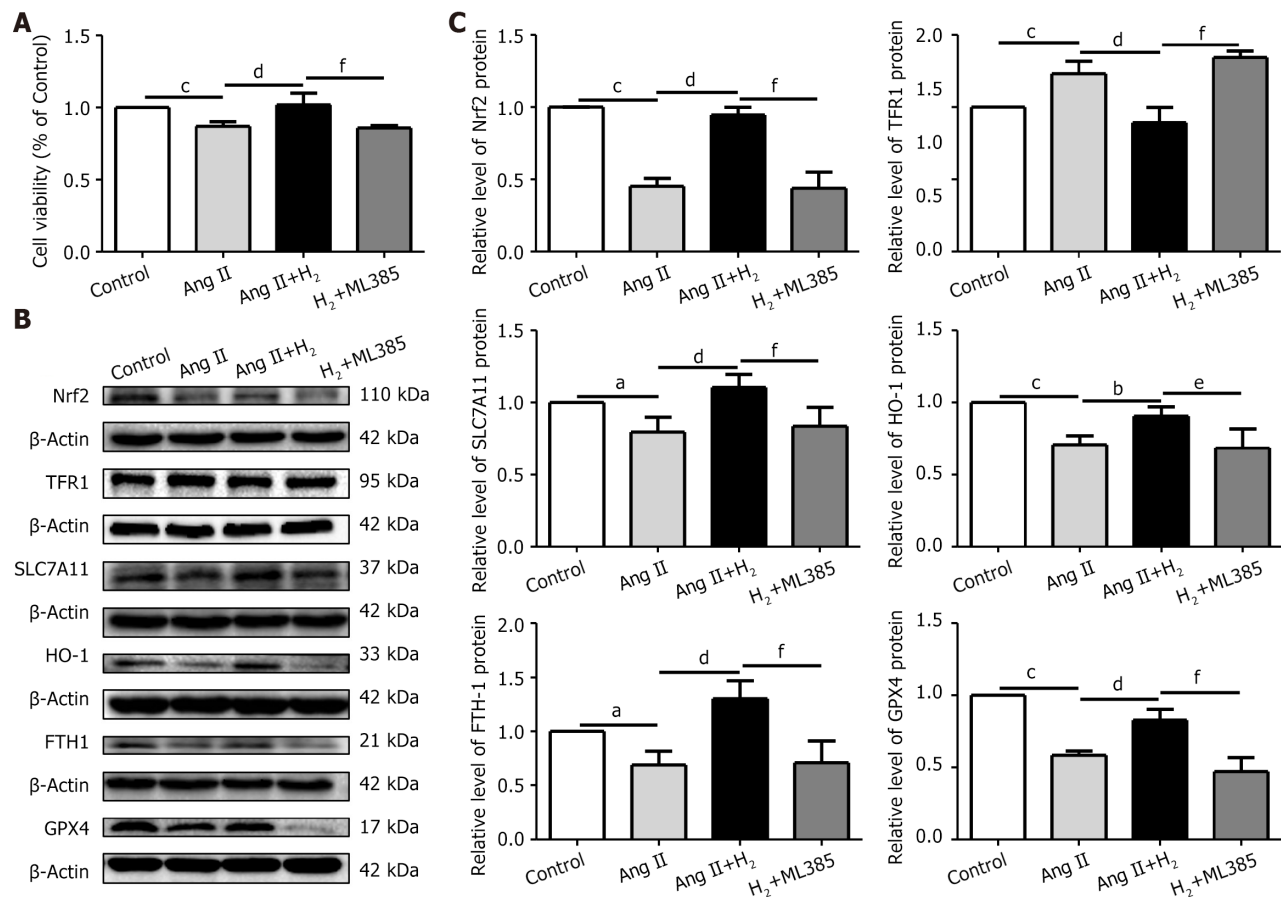 A
Cell viability (% of Control)
1.5
1.0
0.5
0.0
c
d
f
Control
Ang II
Ang II+H₂
H₂+ML385
B
Control
Ang II
Ang II+H₂
H₂+ML385
Nrf2 110 kDa
β-Actin 42 kDa
TFR1 95 kDa
β-Actin 42 kDa
SLC7A11 37 kDa
β-Actin 42 kDa
HO-1 33 kDa
β-Actin 42 kDa
FTH1 21 kDa
β-Actin 42 kDa
GPX4 17 kDa
β-Actin 42 kDa
C
Relative level of Nrf2 protein
1.5
1.0
0.5
0.0
c
d
f
Control
Ang II
Ang II+H₂
H₂+ML385
Relative level of TFR1 protein
2.0
1.5
1.0
0.5
0.0
c
d
f
Control
Ang II
Ang II+H₂
H₂+ML385
Relative level of SLC7A11 protein
1.5
1.0
0.5
0.0
a
d
f
Control
Ang II
Ang II+H₂
H₂+ML385
Relative level of HO-1 protein
1.5
1.0
0.5
0.0
c
b
e
Control
Ang II
Ang II+H₂
H₂+ML385
Relative level of FTH-1 protein
2.0
1.5
1.0
0.5
0.0
a
d
f
Control
Ang II
Ang II+H₂
H₂+ML385
Relative level of GPX4 protein
1.5
1.0
0.5
0.0
c
d
f
Control
Ang II
Ang II+H₂
H₂+ML385